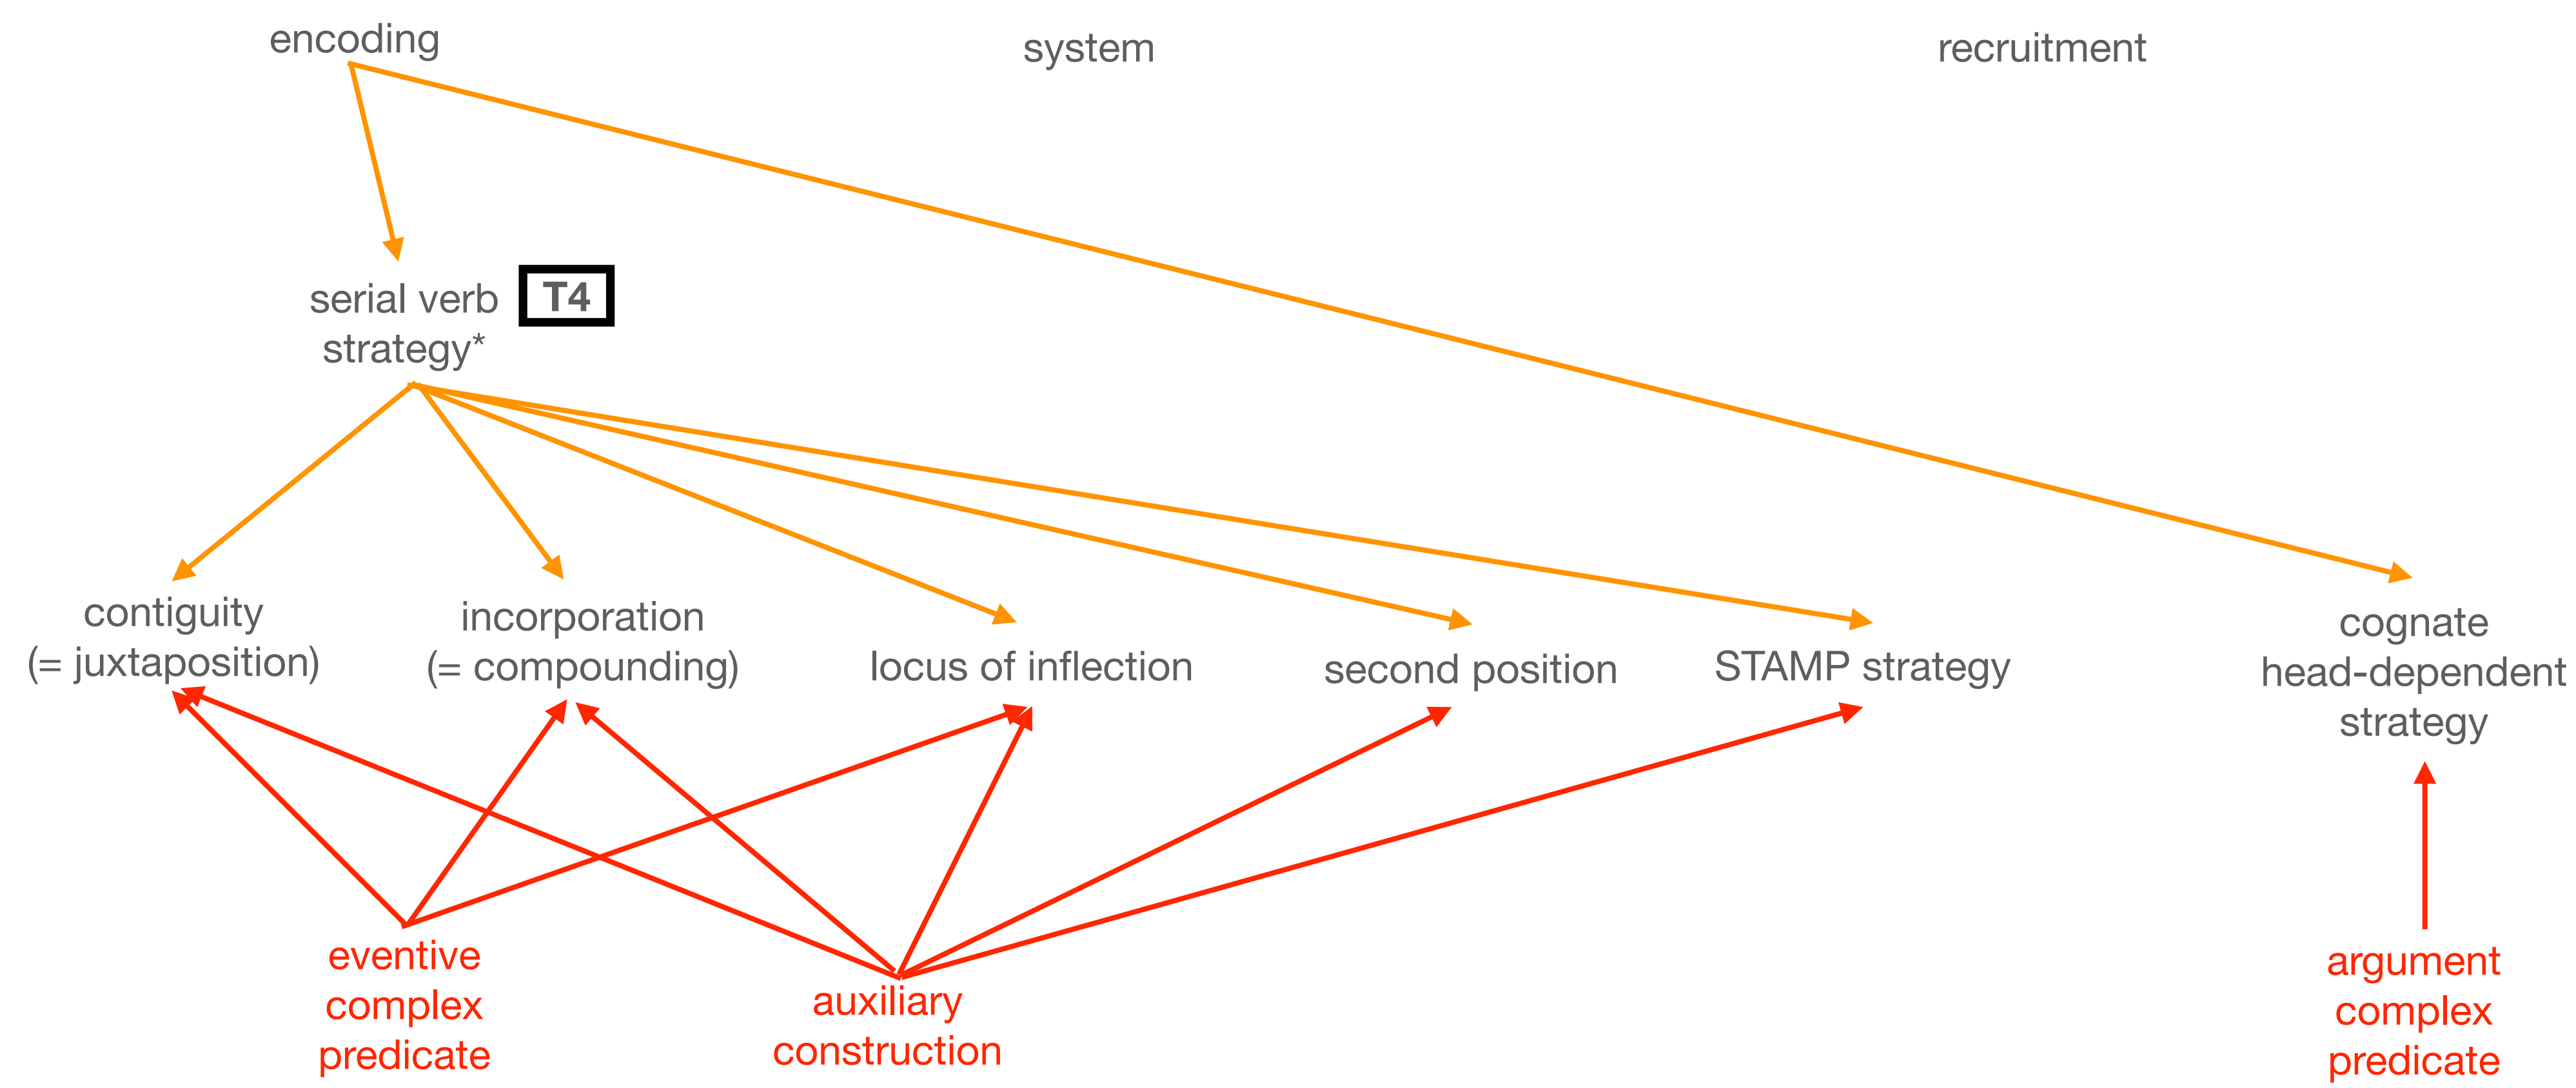 encoding
system
recruitment
serial verb
strategy*
T4
contiguity
(= juxtaposition)
incorporation
(= compounding)
locus of inflection
second position
STAMP strategy
cognate
head-dependent
strategy
eventive
complex
predicate
auxiliary
construction
argument
complex
predicate